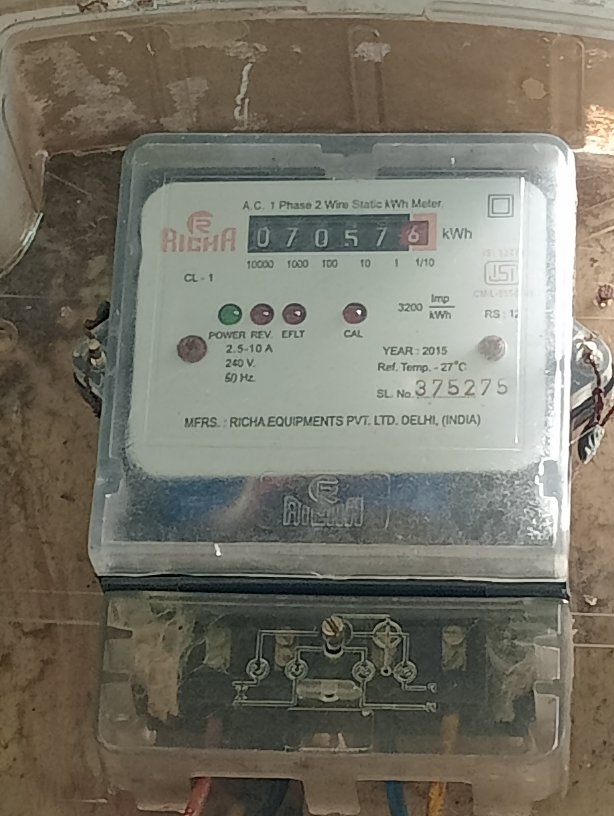 A.C. 1 Phase 2 Wire Static kWh Meter.
RICHA
070576 kWh
10000 1000 100 10 1 1/10
CL - 1
ISI
3200 Imp/kWh
RS : 12
POWER REV. EFLT CAL
2.5-10 A
240 V.
50 Hz.
YEAR : 2015
Ref. Temp. - 27°C
SL. No. 375275
MFRS. : RICHA EQUIPMENTS PVT. LTD. DELHI, (INDIA)
RICHA